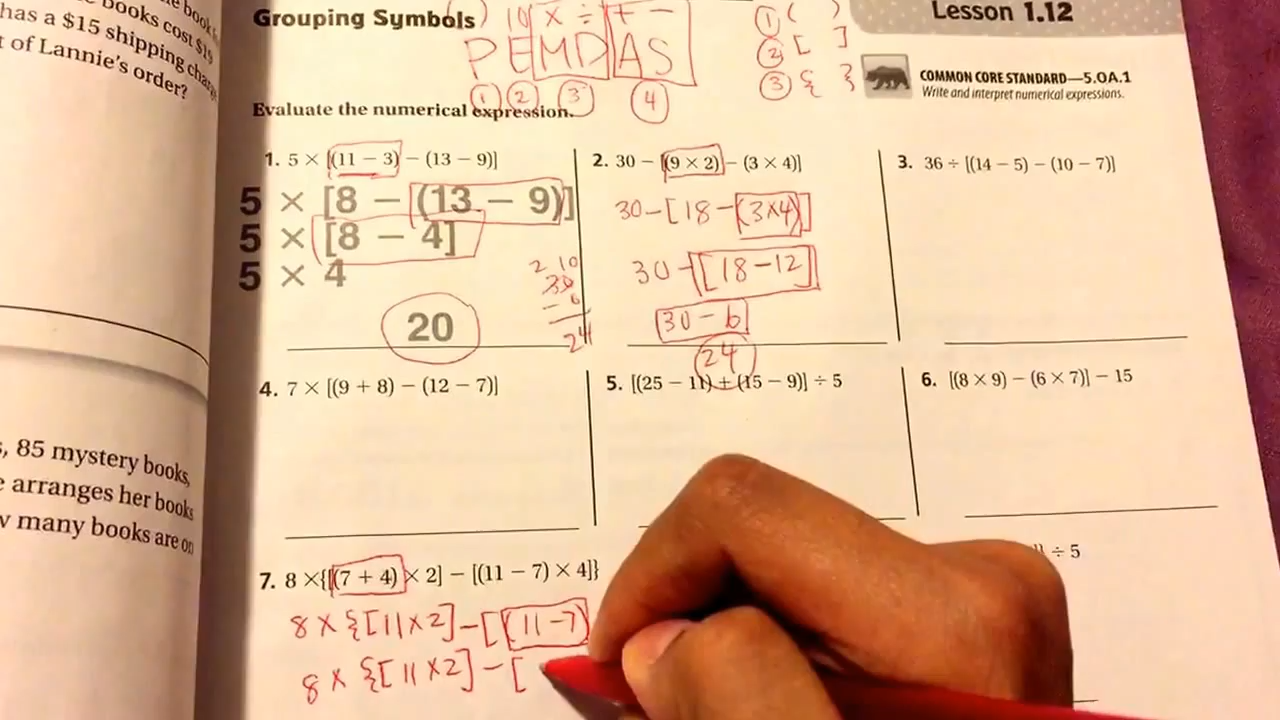 books cost $15
has a $15 shipping charge
t of Lannie's order?
, 85 mystery books,
e arranges her books
w many books are on
Grouping Symbols
( ) 10 × ÷ + −
PEMDAS
① ② ③ ④
① ( )
② [ ]
③ { }
Lesson 1.12
COMMON CORE STANDARD—5.OA.1
Write and interpret numerical expressions.
Evaluate the numerical expression.
1. 5 × [(11 − 3) − (13 − 9)]
5 × [8 − (13 − 9)]
5 × [8 − 4]
5 × 4
20
2 10
30
− 6
24
2. 30 − [(9 × 2) − (3 × 4)]
30 − [18 − (3×4)]
30 − [18 − 12]
30 − 6
24
3. 36 ÷ [(14 − 5) − (10 − 7)]
4. 7 × [(9 + 8) − (12 − 7)]
5. [(25 − 11) + (15 − 9)] ÷ 5
6. [(8 × 9) − (6 × 7)] − 15
7. 8 ×{[(7 + 4) × 2] − [(11 − 7) × 4]}
8 × {[11×2] − [(11 − 7)
8 × {[11×2] − [
÷ 5